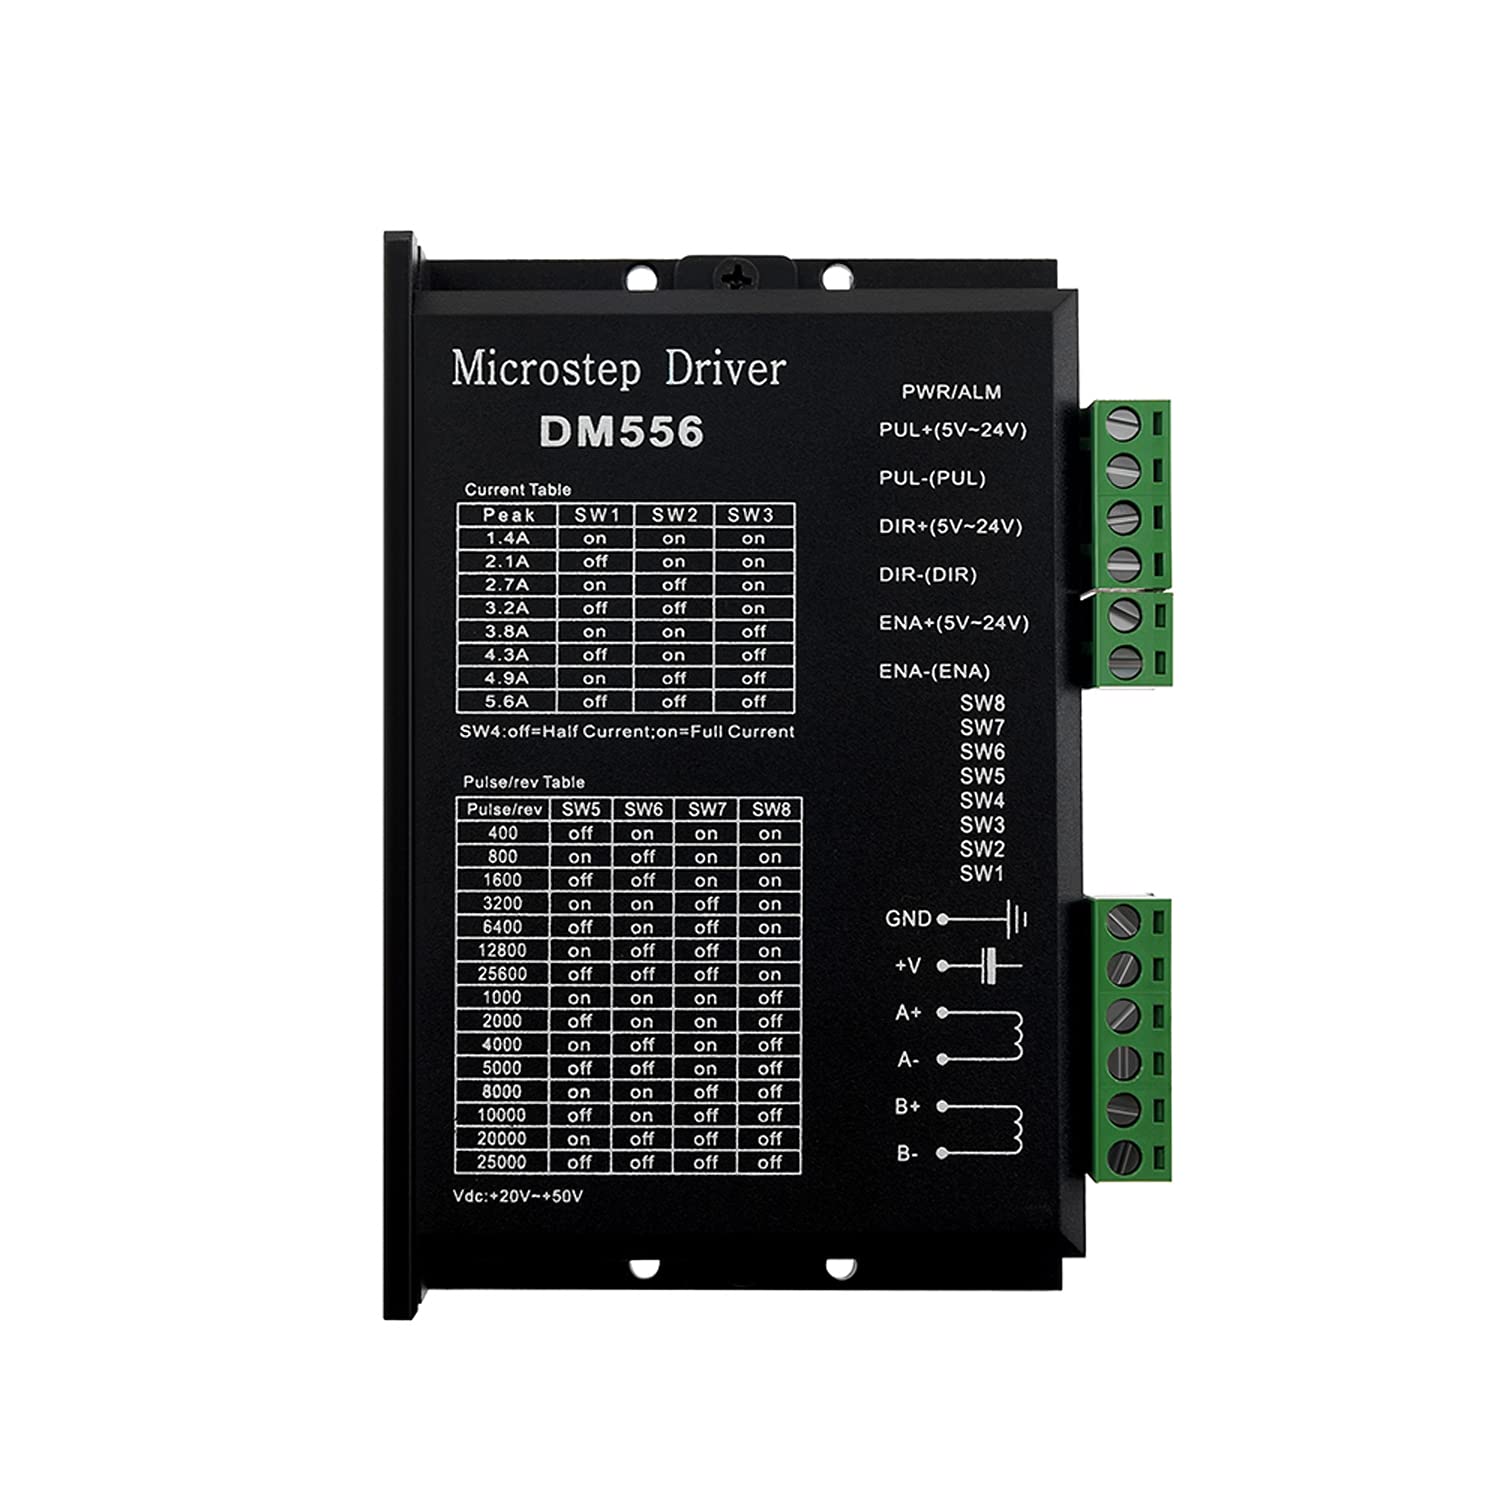 Microstep Driver
DM556
Current Table
Peak SW1 SW2 SW3
1.4A on on on
2.1A off on on
2.7A on off on
3.2A off off on
3.8A on on off
4.3A off on off
4.9A on off off
5.6A off off off
SW4:off=Half Current;on=Full Current
Pulse/rev Table
Pulse/rev SW5 SW6 SW7 SW8
400 off on on on
800 on off on on
1600 off off on on
3200 on on off on
6400 off on off on
12800 on off off on
25600 off off off on
1000 on on on off
2000 off on on off
4000 on off on off
5000 off off on off
8000 on on off off
10000 off on off off
20000 on off off off
25000 off off off off
Vdc:+20V~+50V
PWR/ALM
PUL+(5V~24V)
PUL-(PUL)
DIR+(5V~24V)
DIR-(DIR)
ENA+(5V~24V)
ENA-(ENA)
SW8
SW7
SW6
SW5
SW4
SW3
SW2
SW1
GND
+V
A+
A-
B+
B-